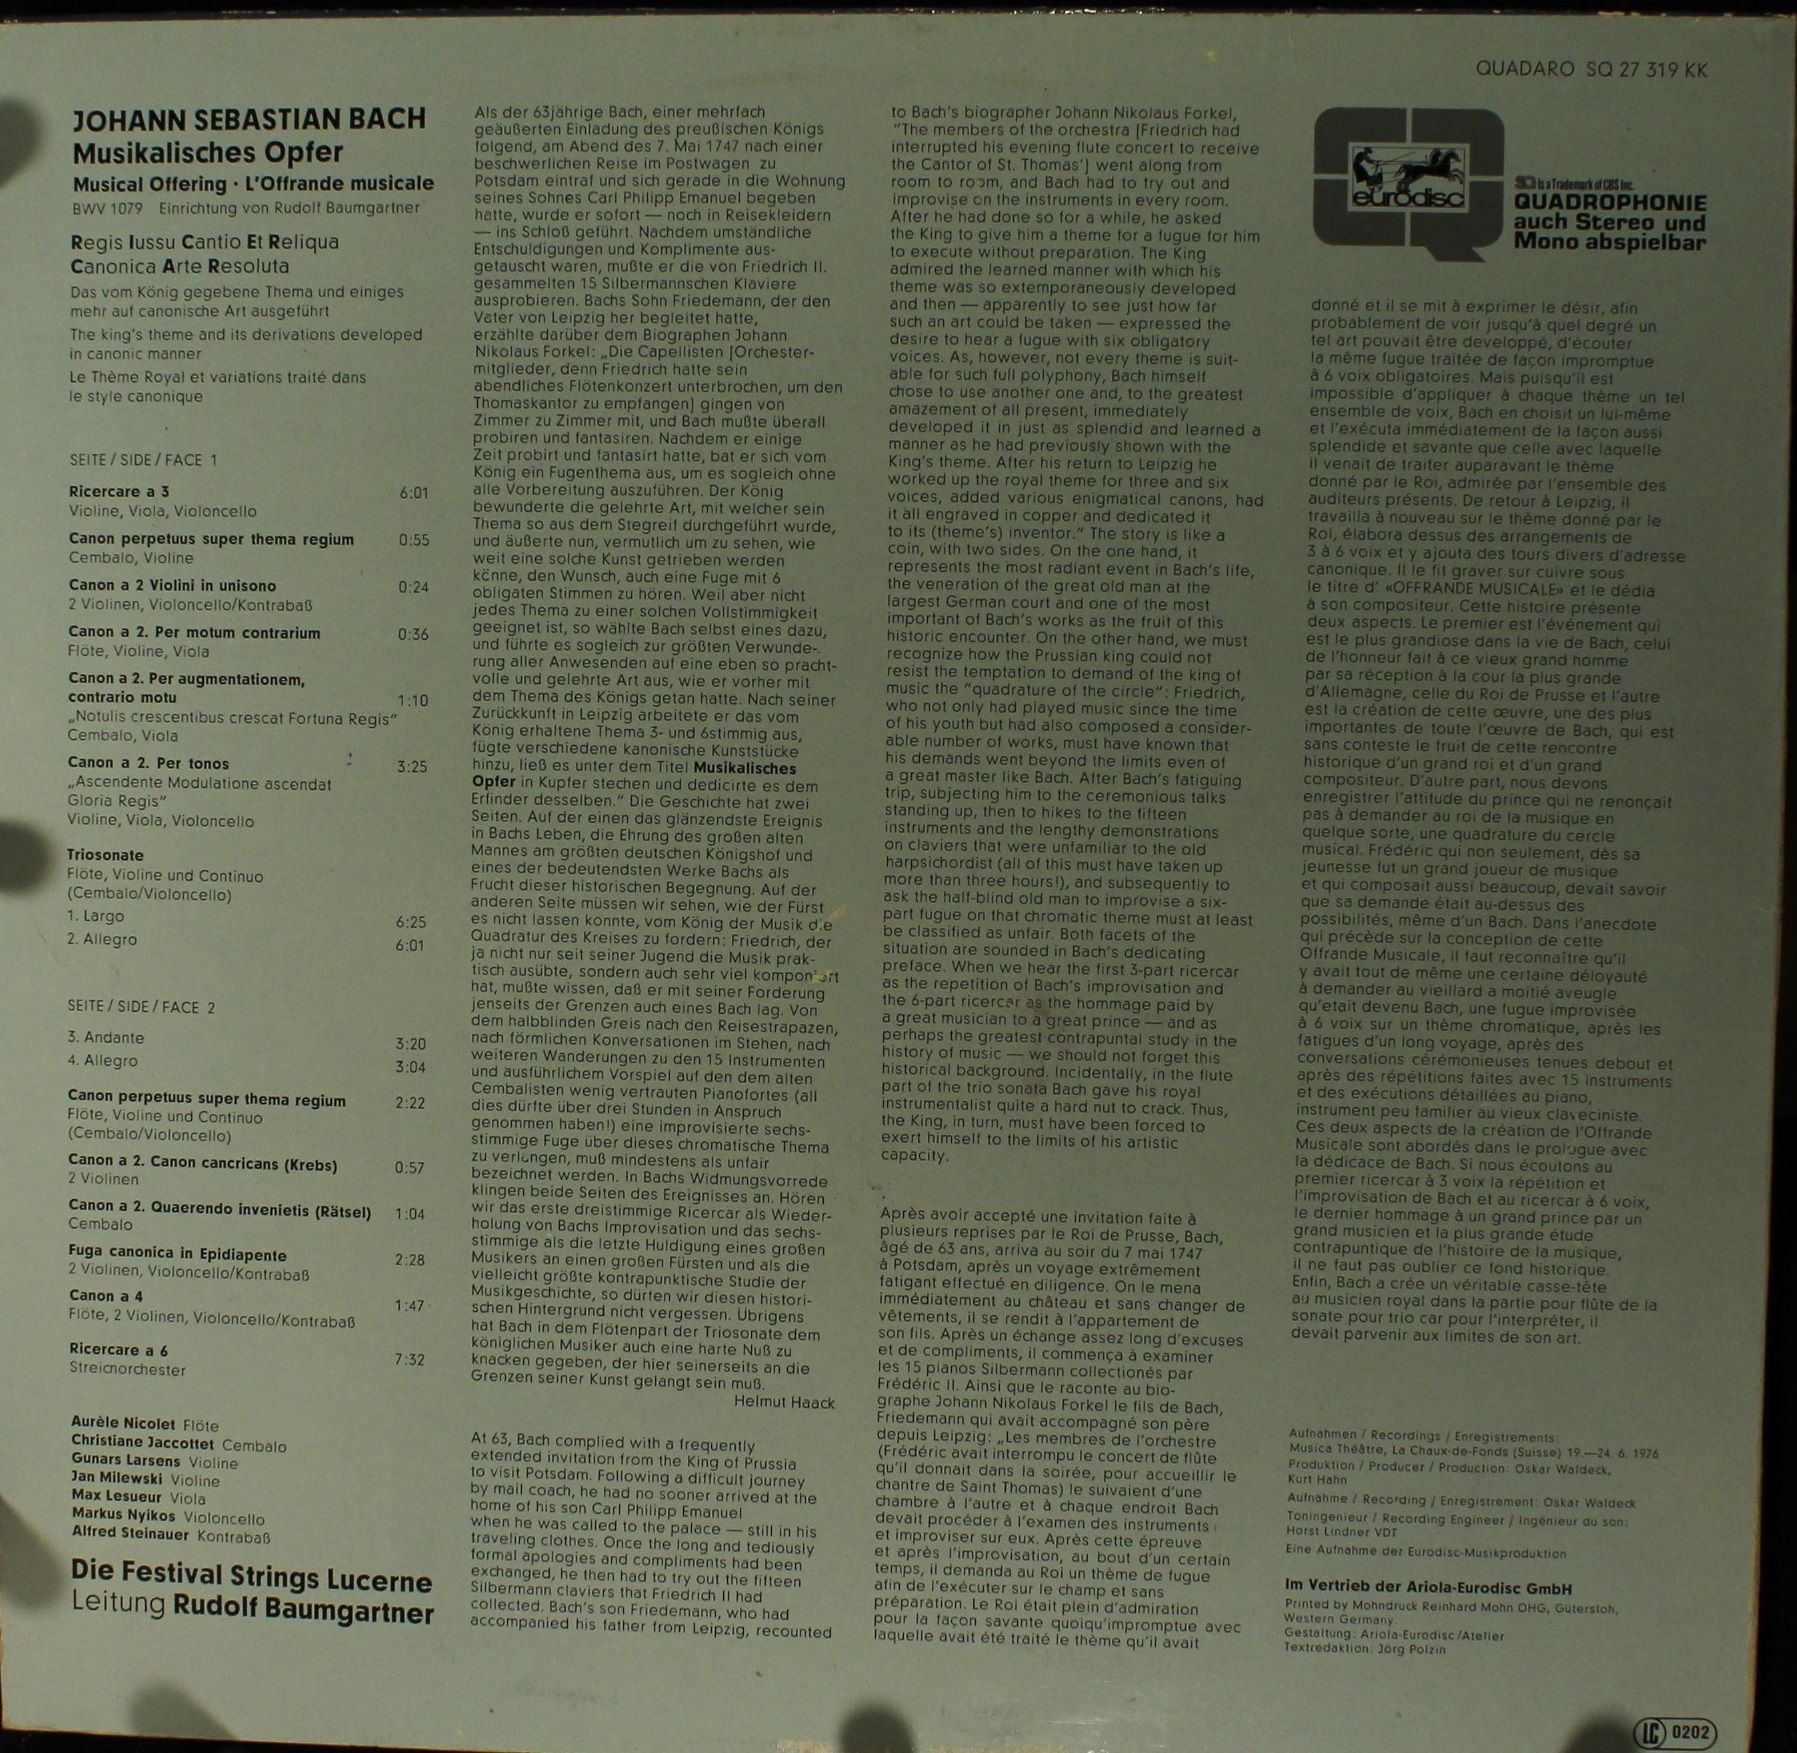 QUADARO SQ 27 319 KK
JOHANN SEBASTIAN BACH
Musikalisches Opfer
Musical Offering · L'Offrande musicale
BWV 1079 Einrichtung von Rudolf Baumgartner
Regis Iussu Cantio Et Reliqua
Canonica Arte Resoluta
Das vom König gegebene Thema und einiges
mehr auf canonische Art ausgeführt
The king's theme and its derivations developed
in canonic manner
Le Thème Royal et variations traité dans
le style canonique
SEITE / SIDE / FACE 1
Ricercare a 3 6:01
Violine, Viola, Violoncello
Canon perpetuus super thema regium 0:55
Cembalo, Violine
Canon a 2 Violini in unisono 0:24
2 Violinen, Violoncello/Kontrabaß
Canon a 2. Per motum contrarium 0:36
Flöte, Violine, Viola
Canon a 2. Per augmentationem,
contrario motu 1:10
„Notulis crescentibus crescat Fortuna Regis"
Cembalo, Viola
Canon a 2. Per tonos 3:25
„Ascendente Modulatione ascendat
Gloria Regis"
Violine, Viola, Violoncello
Triosonate
Flöte, Violine und Continuo
(Cembalo/Violoncello)
1. Largo 6:25
2. Allegro 6:01
SEITE / SIDE / FACE 2
3. Andante 3:20
4. Allegro 3:04
Canon perpetuus super thema regium 2:22
Flöte, Violine und Continuo
(Cembalo/Violoncello)
Canon a 2. Canon cancricans (Krebs) 0:57
2 Violinen
Canon a 2. Quaerendo invenietis (Rätsel) 1:04
Cembalo
Fuga canonica in Epidiapente 2:28
2 Violinen, Violoncello/Kontrabaß
Canon a 4 1:47
Flöte, 2 Violinen, Violoncello/Kontrabaß
Ricercare a 6 7:32
Streichorchester
Aurèle Nicolet Flöte
Christiane Jaccottet Cembalo
Gunars Larsens Violine
Jan Milewski Violine
Max Lesueur Viola
Markus Nyikos Violoncello
Alfred Steinauer Kontrabaß
Die Festival Strings Lucerne
Leitung Rudolf Baumgartner
Als der 63jährige Bach, einer mehrfach
geäußerten Einladung des preußischen Königs
folgend, am Abend des 7. Mai 1747 nach einer
beschwerlichen Reise im Postwagen zu
Potsdam eintraf und sich gerade in die Wohnung
seines Sohnes Carl Philipp Emanuel begeben
hatte, wurde er sofort — noch in Reisekleidern
— ins Schloß geführt. Nachdem umständliche
Entschuldigungen und Komplimente aus-
getauscht waren, mußte er die von Friedrich II.
gesammelten 15 Silbermannschen Klaviere
ausprobieren. Bachs Sohn Friedemann, der den
Vater von Leipzig her begleitet hatte,
erzählte darüber dem Biographen Johann
Nikolaus Forkel: „Die Capellisten [Orchester-
mitglieder, denn Friedrich hatte sein
abendliches Flötenkonzert unterbrochen, um den
Thomaskantor zu empfangen] gingen von
Zimmer zu Zimmer mit, und Bach mußte überall
probiren und fantasiren. Nachdem er einige
Zeit probirt und fantasirt hatte, bat er sich vom
König ein Fugenthema aus, um es sogleich ohne
alle Vorbereitung auszuführen. Der König
bewunderte die gelehrte Art, mit welcher sein
Thema so aus dem Stegreif durchgeführt wurde,
und äußerte nun, vermutlich um zu sehen, wie
weit eine solche Kunst getrieben werden
könne, den Wunsch, auch eine Fuge mit 6
obligaten Stimmen zu hören. Weil aber nicht
jedes Thema zu einer solchen Vollstimmigkeit
geeignet ist, so wählte Bach selbst eines dazu,
und führte es sogleich zur größten Verwunde-
rung aller Anwesenden auf eine eben so pracht-
volle und gelehrte Art aus, wie er vorher mit
dem Thema des Königs getan hatte. Nach seiner
Zurückkunft in Leipzig arbeitete er das vom
König erhaltene Thema 3- und 6stimmig aus,
fügte verschiedene kanonische Kunststücke
hinzu, ließ es unter dem Titel Musikalisches
Opfer in Kupfer stechen und dedicirte es dem
Erfinder desselben." Die Geschichte hat zwei
Seiten. Auf der einen das glänzendste Ereignis
in Bachs Leben, die Ehrung des großen alten
Mannes am größten deutschen Königshof und
eines der bedeutendsten Werke Bachs als
Frucht dieser historischen Begegnung. Auf der
anderen Seite müssen wir sehen, wie der Fürst
es nicht lassen konnte, vom König der Musik die
Quadratur des Kreises zu fordern: Friedrich, der
ja nicht nur seit seiner Jugend die Musik prak-
tisch ausübte, sondern auch sehr viel komponiert
hat, mußte wissen, daß er mit seiner Forderung
jenseits der Grenzen auch eines Bach lag. Von
dem halbblinden Greis nach den Reisestrapazen,
nach förmlichen Konversationen im Stehen, nach
weiteren Wanderungen zu den 15 Instrumenten
und ausführlichem Vorspiel auf den dem alten
Cembalisten wenig vertrauten Pianofortes (all
dies dürfte über drei Stunden in Anspruch
genommen haben!) eine improvisierte sechs-
stimmige Fuge über dieses chromatische Thema
zu verlangen, muß mindestens als unfair
bezeichnet werden. In Bachs Widmungsvorrede
klingen beide Seiten des Ereignisses an. Hören
wir das erste dreistimmige Ricercar als Wieder-
holung von Bachs Improvisation und das sechs-
stimmige als die letzte Huldigung eines großen
Musikers an einen großen Fürsten und als die
vielleicht größte kontrapunktische Studie der
Musikgeschichte, so dürfen wir diesen histori-
schen Hintergrund nicht vergessen. Übrigens
hat Bach in dem Flötenpart der Triosonate dem
königlichen Musiker auch eine harte Nuß zu
knacken gegeben, der hier seinerseits an die
Grenzen seiner Kunst gelangt sein muß.
Helmut Haack
At 63, Bach complied with a frequently
extended invitation from the King of Prussia
to visit Potsdam. Following a difficult journey
by mail coach, he had no sooner arrived at the
home of his son Carl Philipp Emanuel
when he was called to the palace — still in his
traveling clothes. Once the long and tediously
formal apologies and compliments had been
exchanged, he then had to try out the fifteen
Silbermann claviers that Friedrich II had
collected. Bach's son Friedemann, who had
accompanied his father from Leipzig, recounted
to Bach's biographer Johann Nikolaus Forkel,
"The members of the orchestra [Friedrich had
interrupted his evening flute concert to receive
the Cantor of St. Thomas'] went along from
room to room, and Bach had to try out and
improvise on the instruments in every room.
After he had done so for a while, he asked
the King to give him a theme for a fugue for him
to execute without preparation. The King
admired the learned manner with which his
theme was so extemporaneously developed
and then — apparently to see just how far
such an art could be taken — expressed the
desire to hear a fugue with six obligatory
voices. As, however, not every theme is suit-
able for such full polyphony, Bach himself
chose to use another one and, to the greatest
amazement of all present, immediately
developed it in just as splendid and learned a
manner as he had previously shown with the
King's theme. After his return to Leipzig he
worked up the royal theme for three and six
voices, added various enigmatical canons, had
it all engraved in copper and dedicated it
to its (theme's) inventor." The story is like a
coin, with two sides. On the one hand, it
represents the most radiant event in Bach's life,
the veneration of the great old man at the
largest German court and one of the most
important of Bach's works as the fruit of this
historic encounter. On the other hand, we must
recognize how the Prussian king could not
resist the temptation to demand of the king of
music the "quadrature of the circle": Friedrich,
who not only had played music since the time
of his youth but had also composed a consider-
able number of works, must have known that
his demands went beyond the limits even of
a great master like Bach. After Bach's fatiguing
trip, subjecting him to the ceremonious talks
standing up, then to hikes to the fifteen
instruments and the lengthy demonstrations
on claviers that were unfamiliar to the old
harpsichordist (all of this must have taken up
more than three hours!), and subsequently to
ask the half-blind old man to improvise a six-
part fugue on that chromatic theme must at least
be classified as unfair. Both facets of the
situation are sounded in Bach's dedicating
preface. When we hear the first 3-part ricercar
as the repetition of Bach's improvisation and
the 6-part ricercar as the hommage paid by
a great musician to a great prince — and as
perhaps the greatest contrapuntal study in the
history of music — we should not forget this
historical background. Incidentally, in the flute
part of the trio sonata Bach gave his royal
instrumentalist quite a hard nut to crack. Thus,
the King, in turn, must have been forced to
exert himself to the limits of his artistic
capacity.
Après avoir accepté une invitation faite à
plusieurs reprises par le Roi de Prusse, Bach,
âgé de 63 ans, arriva au soir du 7 mai 1747
à Potsdam, après un voyage extrêmement
fatigant effectué en diligence. On le mena
immédiatement au château et sans changer de
vêtements, il se rendit à l'appartement de
son fils. Après un échange assez long d'excuses
et de compliments, il commença à examiner
les 15 pianos Silbermann collectionés par
Frédéric II. Ainsi que le raconte au bio-
graphe Johann Nikolaus Forkel le fils de Bach,
Friedemann qui avait accompagné son père
depuis Leipzig: „Les membres de l'orchestre
(Frédéric avait interrompu le concert de flûte
qu'il donnait dans la soirée, pour accueillir le
chantre de Saint Thomas) le suivaient d'une
chambre à l'autre et à chaque endroit Bach
devait procéder à l'examen des instruments
et improviser sur eux. Après cette épreuve
et après l'improvisation, au bout d'un certain
temps, il demanda au Roi un thème de fugue
afin de l'exécuter sur le champ et sans
préparation. Le Roi était plein d'admiration
pour la façon savante quoiqu'impromptue avec
laquelle avait été traité le thème qu'il avait
eurodisc
SQ is a Trademark of CBS Inc.
QUADROPHONIE
auch Stereo und
Mono abspielbar
donné et il se mit à exprimer le désir, afin
probablement de voir jusqu'à quel degré un
tel art pouvait être developpé, d'écouter
la même fugue traitée de façon impromptue
à 6 voix obligatoires. Mais puisqu'il est
impossible d'appliquer à chaque thème un tel
ensemble de voix, Bach en choisit un lui-même
et l'exécuta immédiatement de la façon aussi
splendide et savante que celle avec laquelle
il venait de traiter auparavant le thème
donné par le Roi, admirée par l'ensemble des
auditeurs présents. De retour à Leipzig, il
travailla à nouveau sur le thème donné par le
Roi, élabora dessus des arrangements de
3 à 6 voix et y ajouta des tours divers d'adresse
canonique. Il le fit graver sur cuivre sous
le titre d' «OFFRANDE MUSICALE» et le dédia
à son compositeur. Cette histoire présente
deux aspects. Le premier est l'événement qui
est le plus grandiose dans la vie de Bach, celui
de l'honneur fait à ce vieux grand homme
par sa réception à la cour la plus grande
d'Allemagne, celle du Roi de Prusse et l'autre
est la création de cette œuvre, une des plus
importantes de toute l'œuvre de Bach, qui est
sans conteste le fruit de cette rencontre
historique d'un grand roi et d'un grand
compositeur. D'autre part, nous devons
enregistrer l'attitude du prince qui ne renonçait
pas à demander au roi de la musique en
quelque sorte, une quadrature du cercle
musical. Frédéric qui non seulement, dès sa
jeunesse fut un grand joueur de musique
et qui composait aussi beaucoup, devait savoir
que sa demande était au-dessus des
possibilités, même d'un Bach. Dans l'anecdote
qui précède sur la conception de cette
Offrande Musicale, il faut reconnaître qu'il
y avait tout de même une certaine déloyauté
à demander au vieillard a moitié aveugle
qu'etait devenu Bach, une fugue improvisée
à 6 voix sur un thème chromatique, après les
fatigues d'un long voyage, après des
conversations cérémonieuses tenues debout et
après des répétitions faites avec 15 instruments
et des exécutions détaillées au piano,
instrument peu familier au vieux claveciniste.
Ces deux aspects de la création de l'Offrande
Musicale sont abordés dans le prologue avec
la dédicace de Bach. Si nous écoutons au
premier ricercar à 3 voix la répétition et
l'improvisation de Bach et au ricercar à 6 voix,
le dernier hommage à un grand prince par un
grand musicien et la plus grande étude
contrapuntique de l'histoire de la musique,
il ne faut pas oublier ce fond historique.
Enfin, Bach a crée un véritable casse-tête
au musicien royal dans la partie pour flûte de la
sonate pour trio car pour l'interpréter, il
devait parvenir aux limites de son art.
Aufnahmen / Recordings / Enregistrements:
Musica Théâtre, La Chaux-de-Fonds (Suisse) 19.—24. 6. 1976
Produktion / Producer / Production: Oskar Waldeck,
Kurt Hahn
Aufnahme / Recording / Enregistrement: Oskar Waldeck
Toningenieur / Recording Engineer / Ingénieur du son:
Horst Lindner VDT
Eine Aufnahme der Eurodisc-Musikproduktion
Im Vertrieb der Ariola-Eurodisc GmbH
Printed by Mohndruck Reinhard Mohn OHG, Gütersloh,
Western Germany.
Gestaltung: Ariola-Eurodisc/Atelier
Textredaktion: Jörg Polzin
LC 0202